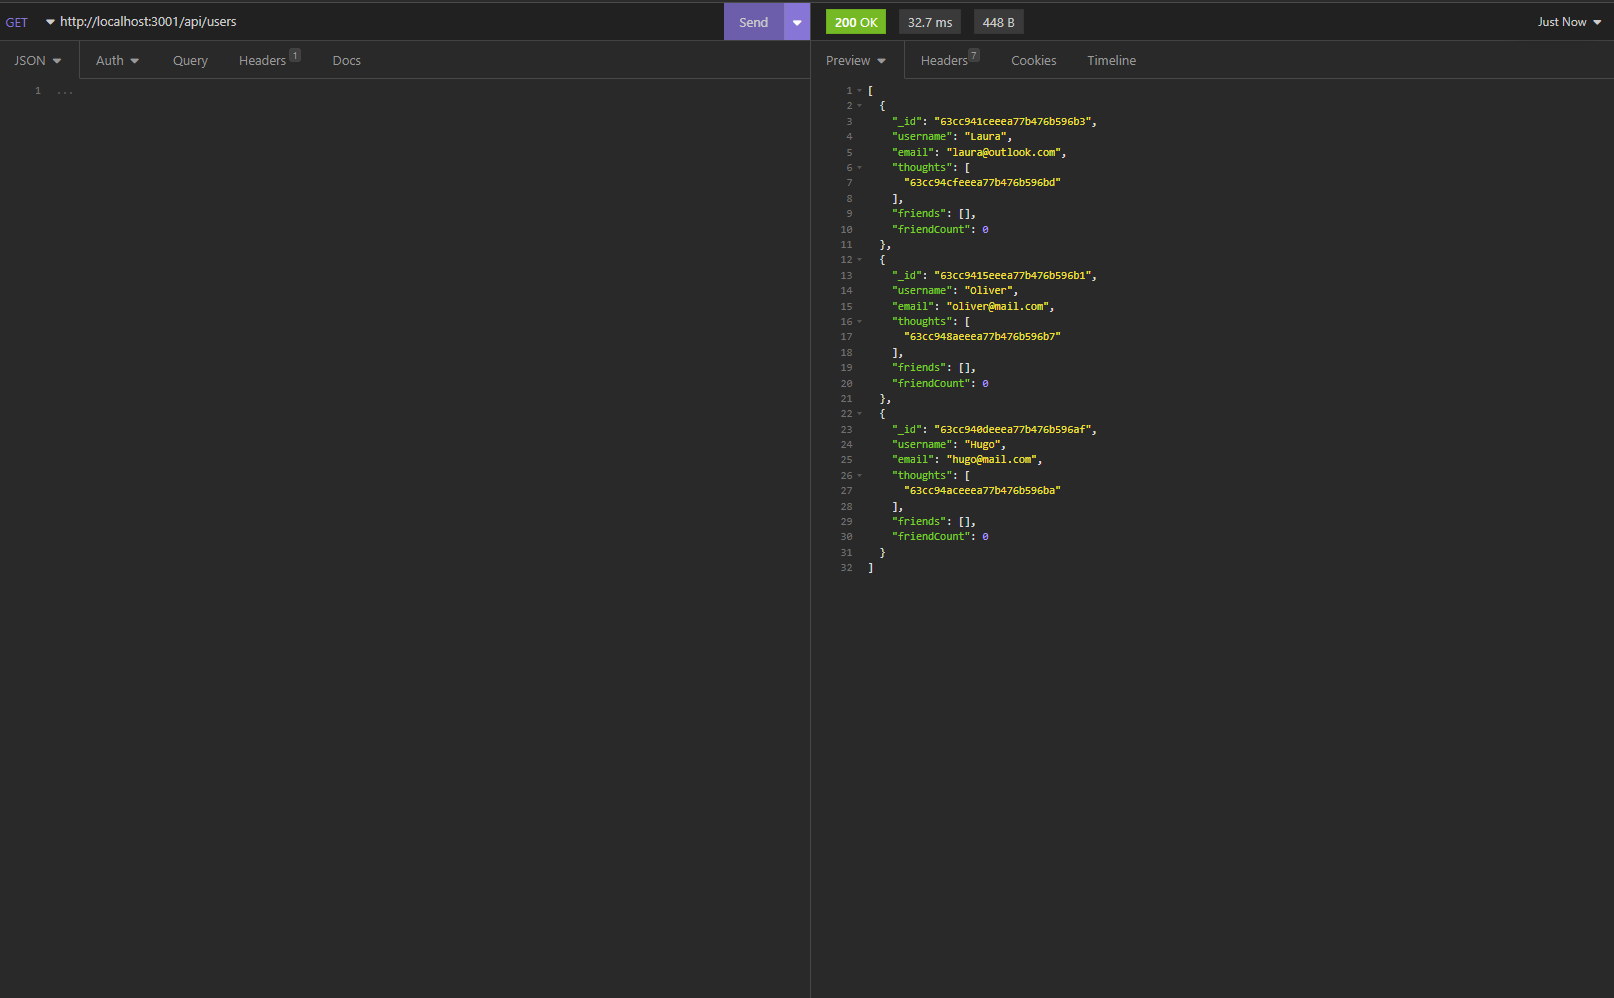 GET http://localhost:3001/api/users Send 200 OK 32.7 ms 448 B Just Now
JSON Auth Query Headers 1 Docs Preview Headers 7 Cookies Timeline
1 ...
1 [
2 {
3 "_id": "63cc941ceeea77b476b596b3",
4 "username": "Laura",
5 "email": "laura@outlook.com",
6 "thoughts": [
7 "63cc94cfeeea77b476b596bd"
8 ],
9 "friends": [],
10 "friendCount": 0
11 },
12 {
13 "_id": "63cc9415eeea77b476b596b1",
14 "username": "Oliver",
15 "email": "oliver@mail.com",
16 "thoughts": [
17 "63cc948aeeea77b476b596b7"
18 ],
19 "friends": [],
20 "friendCount": 0
21 },
22 {
23 "_id": "63cc940deeea77b476b596af",
24 "username": "Hugo",
25 "email": "hugo@mail.com",
26 "thoughts": [
27 "63cc94aceeea77b476b596ba"
28 ],
29 "friends": [],
30 "friendCount": 0
31 }
32 ]